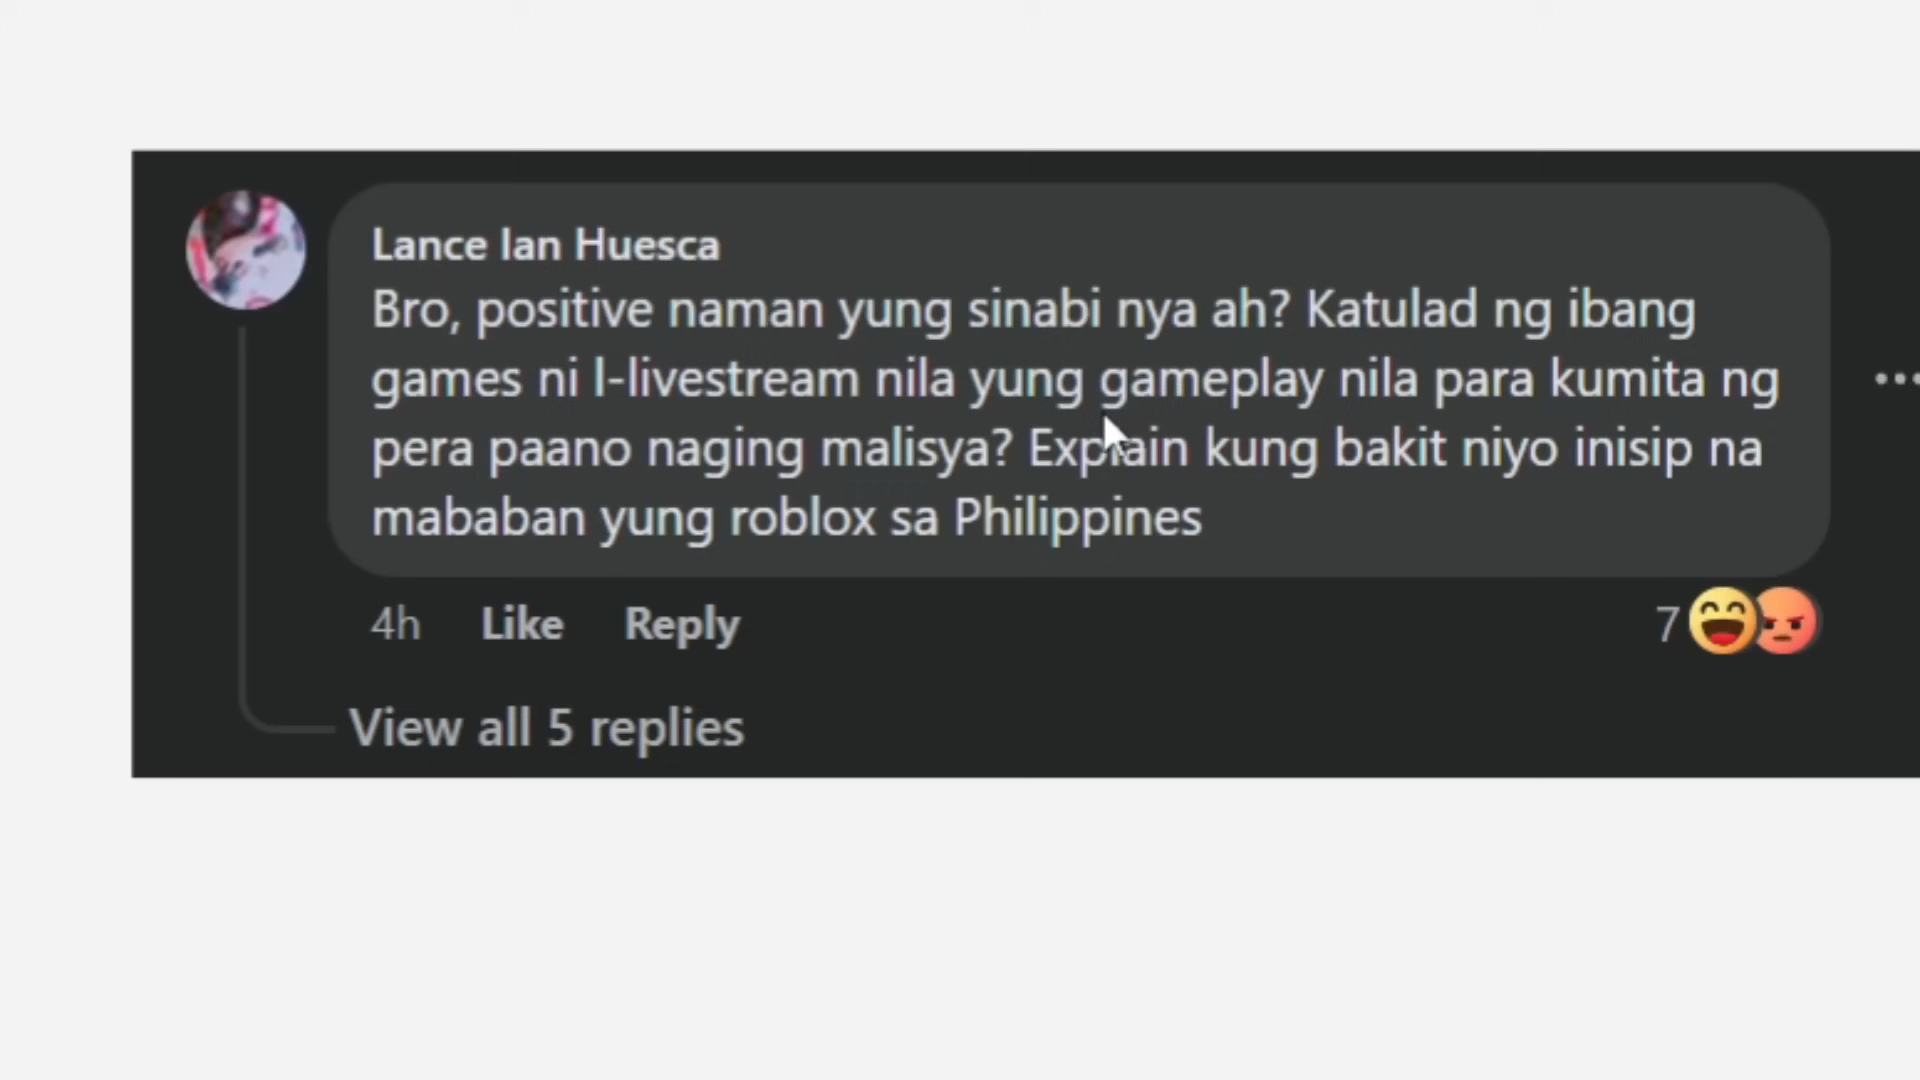 Lance Ian Huesca
Bro, positive naman yung sinabi nya ah? Katulad ng ibang
games ni l-livestream nila yung gameplay nila para kumita ng
pera paano naging malisya? Explain kung bakit niyo inisip na
mababan yung roblox sa Philippines
4h Like Reply 7
View all 5 replies